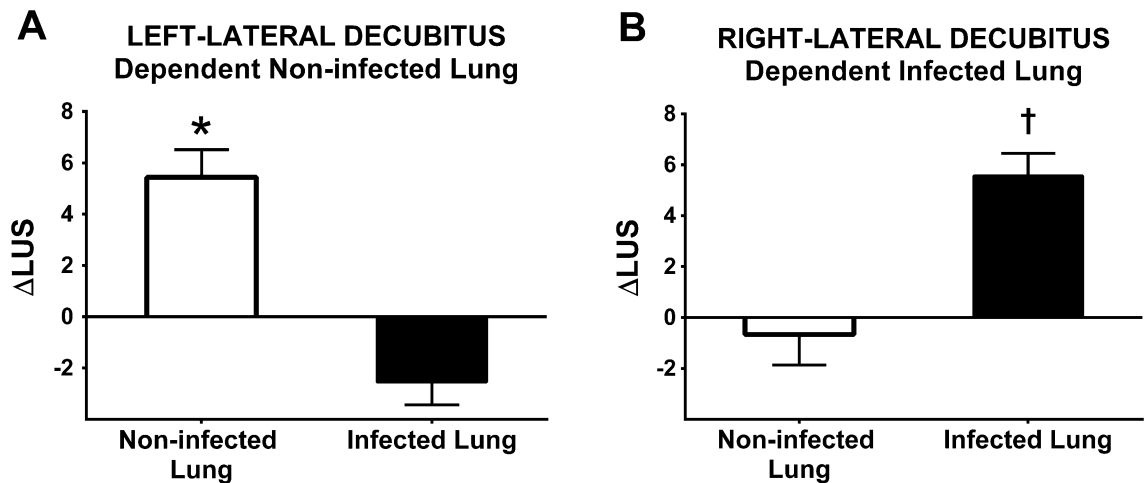 A
LEFT-LATERAL DECUBITUS
Dependent Non-infected Lung
8
6
4
2
0
-2
ΔLUS
*
Non-infected
Lung
Infected Lung
B
RIGHT-LATERAL DECUBITUS
Dependent Infected Lung
8
6
4
2
0
-2
ΔLUS
†
Non-infected
Lung
Infected Lung